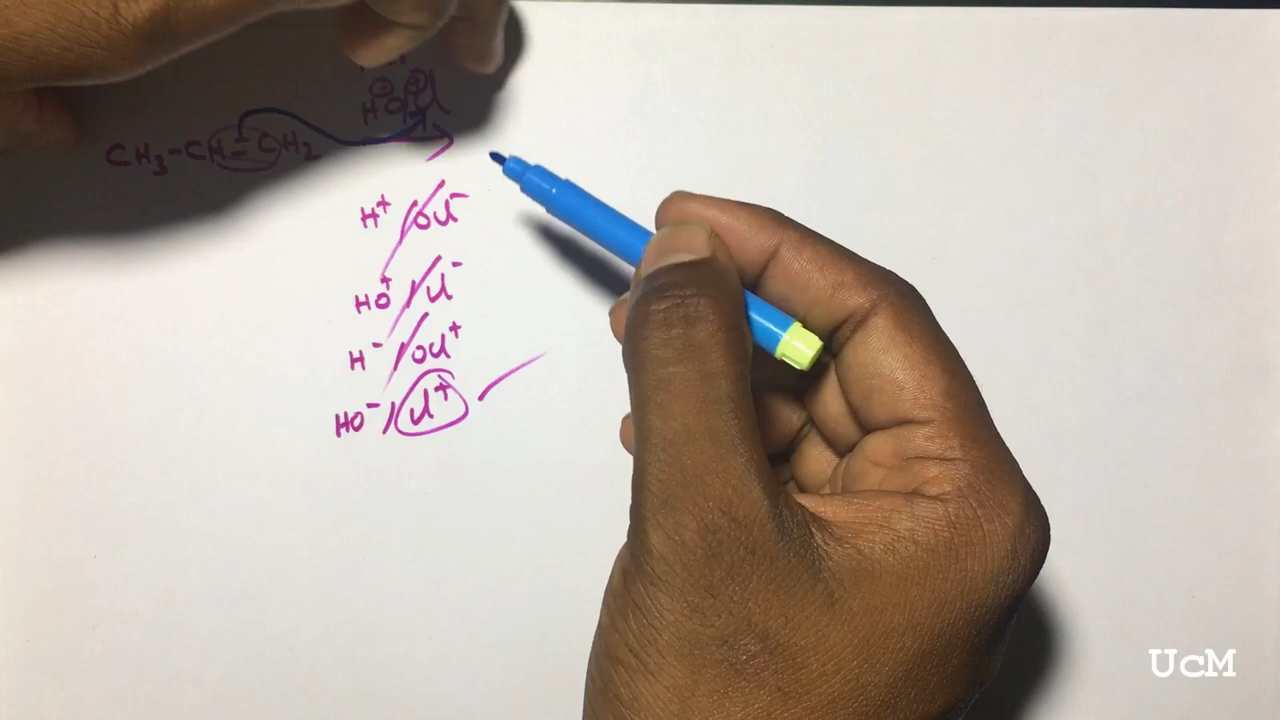 HOCl
CH3-CH=CH2
H+ / OCl-
HO+ / Cl-
H- / OCl+
HO- / Cl+ ✓
UcM